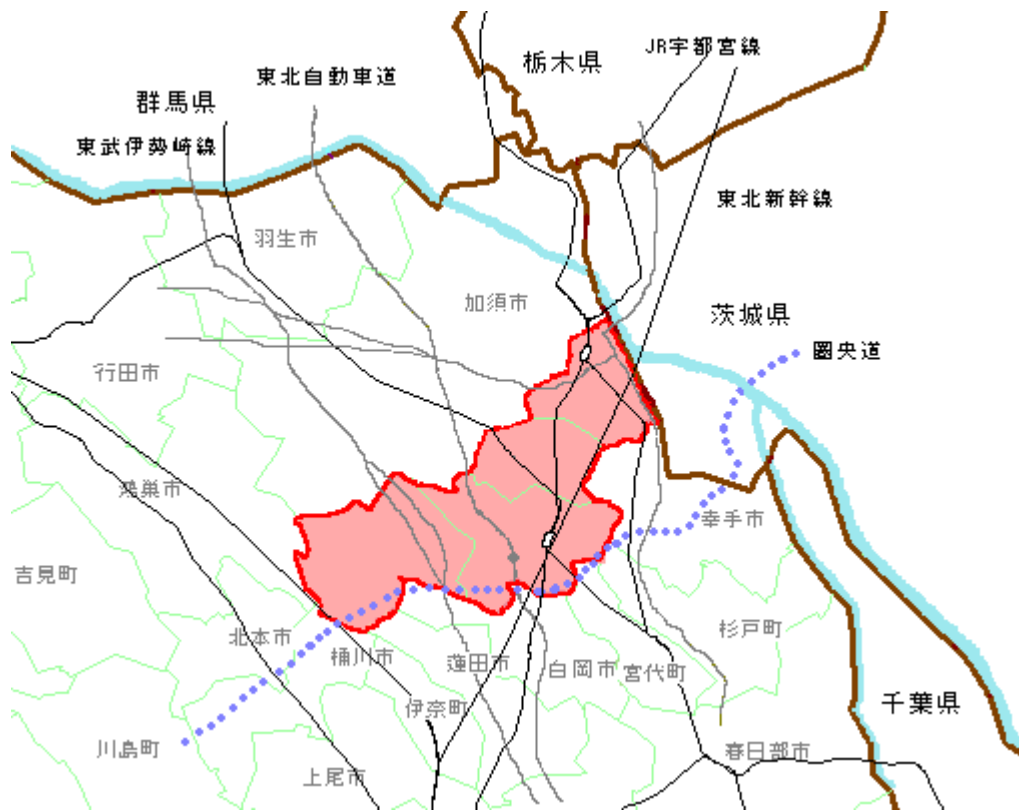 栃木県
JR宇都宮線
東北自動車道
群馬県
東武伊勢崎線
東北新幹線
羽生市
加須市
茨城県
圏央道
行田市
鴻巣市
幸手市
吉見町
北本市
桶川市
蓮田市
白岡市
宮代町
杉戸町
伊奈町
千葉県
川島町
上尾市
春日部市